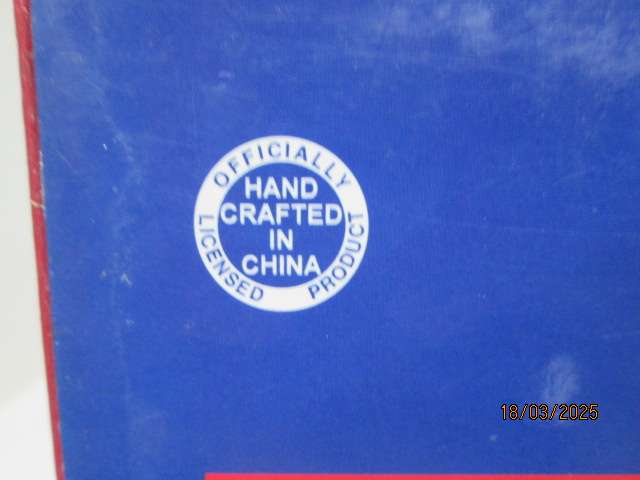 OFFICIALLY
LICENSED PRODUCT
HAND
CRAFTED
IN
CHINA
18/03/2025